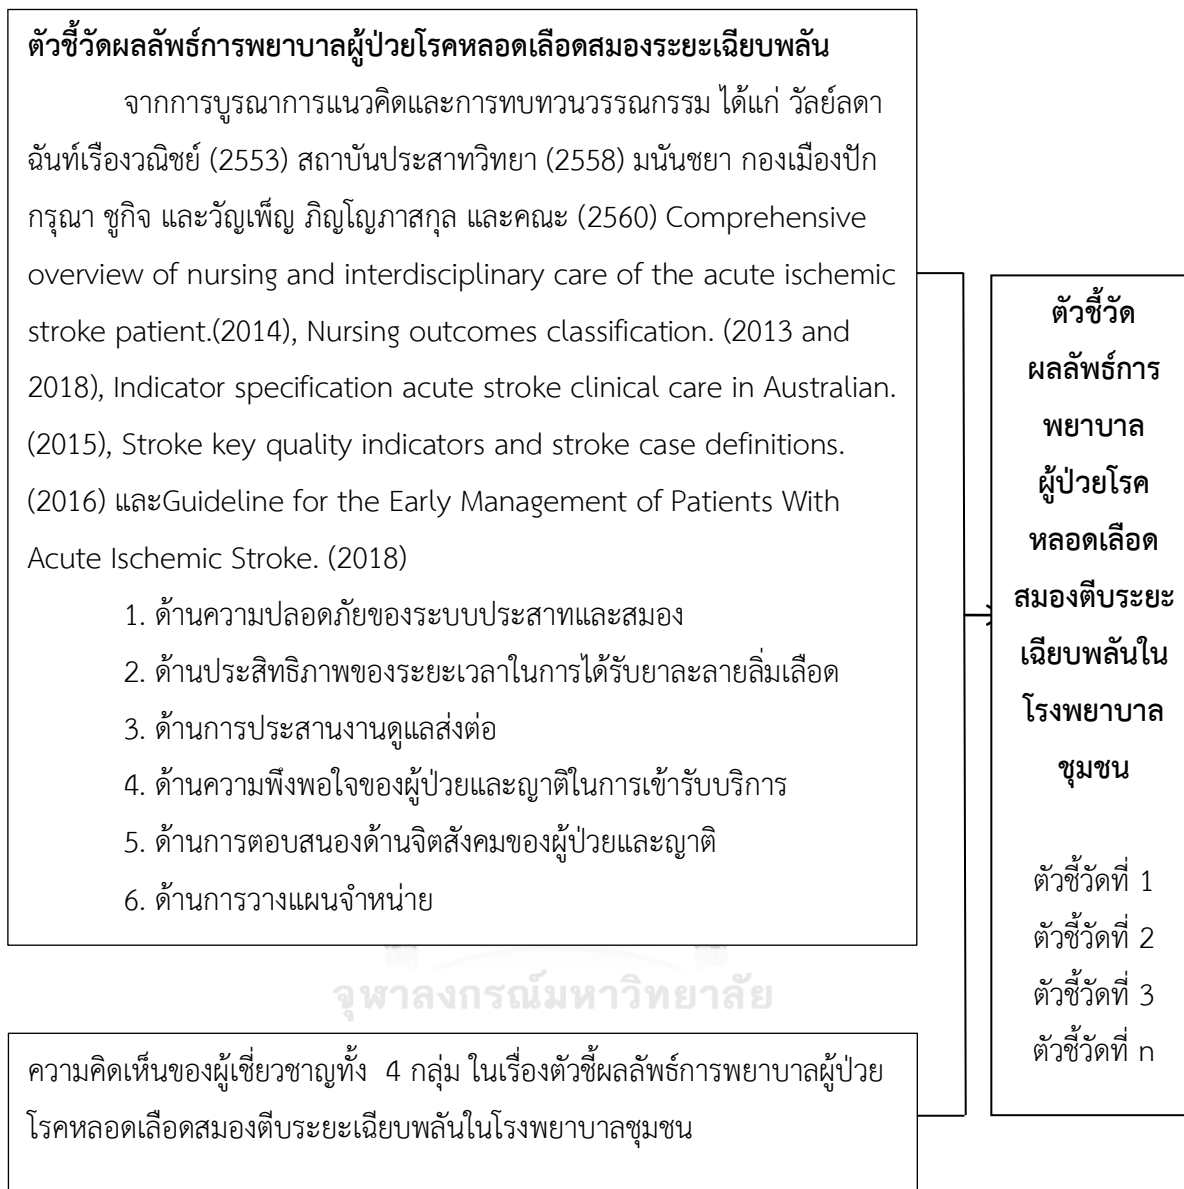 ตัวชี้วัดผลลัพธ์การพยาบาลผู้ป่วยโรคหลอดเลือดสมองระยะเฉียบพลัน
จากการบูรณาการแนวคิดและการทบทวนวรรณกรรม ได้แก่ วัลย์ลดา
ฉันท์เรืองวณิชย์ (2553) สถาบันประสาทวิทยา (2558) มนันชยา กองเมืองปัก
กรุณา ชูกิจ และวัญเพ็ญ ภิญโญภาสกุล และคณะ (2560) Comprehensive
overview of nursing and interdisciplinary care of the acute ischemic
stroke patient.(2014), Nursing outcomes classification. (2013 and
2018), Indicator specification acute stroke clinical care in Australian.
(2015), Stroke key quality indicators and stroke case definitions.
(2016) และGuideline for the Early Management of Patients With
Acute Ischemic Stroke. (2018)
1. ด้านความปลอดภัยของระบบประสาทและสมอง
2. ด้านประสิทธิภาพของระยะเวลาในการได้รับยาละลายลิ่มเลือด
3. ด้านการประสานงานดูแลส่งต่อ
4. ด้านความพึงพอใจของผู้ป่วยและญาติในการเข้ารับบริการ
5. ด้านการตอบสนองด้านจิตสังคมของผู้ป่วยและญาติ
6. ด้านการวางแผนจำหน่าย
จุฬาลงกรณ์มหาวิทยาลัย
ความคิดเห็นของผู้เชี่ยวชาญทั้ง 4 กลุ่ม ในเรื่องตัวชี้ผลลัพธ์การพยาบาลผู้ป่วย
โรคหลอดเลือดสมองตีบระยะเฉียบพลันในโรงพยาบาลชุมชน
ตัวชี้วัด
ผลลัพธ์การ
พยาบาล
ผู้ป่วยโรค
หลอดเลือด
สมองตีบระยะ
เฉียบพลันใน
โรงพยาบาล
ชุมชน
ตัวชี้วัดที่ 1
ตัวชี้วัดที่ 2
ตัวชี้วัดที่ 3
ตัวชี้วัดที่ n